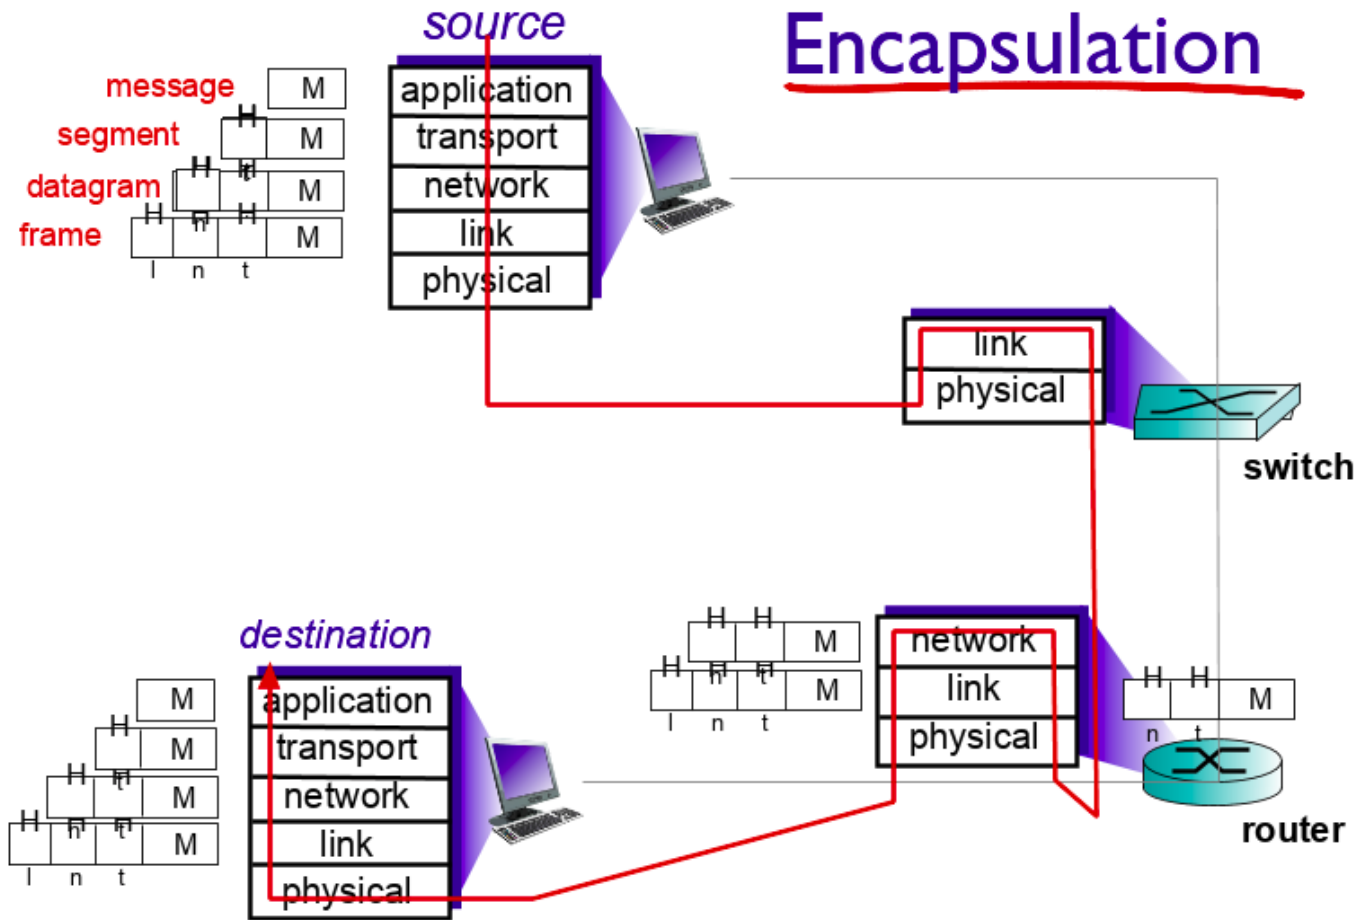 Encapsulation
source
message M
segment H t M
datagram H n H t M
frame H l H n H t M
application
transport
network
link
physical
link
physical
switch
destination
M
H t M
H n H t M
H l H n H t M
application
transport
network
link
physical
H n H t M
H l H n H t M
network
link
physical
H n H t M
router